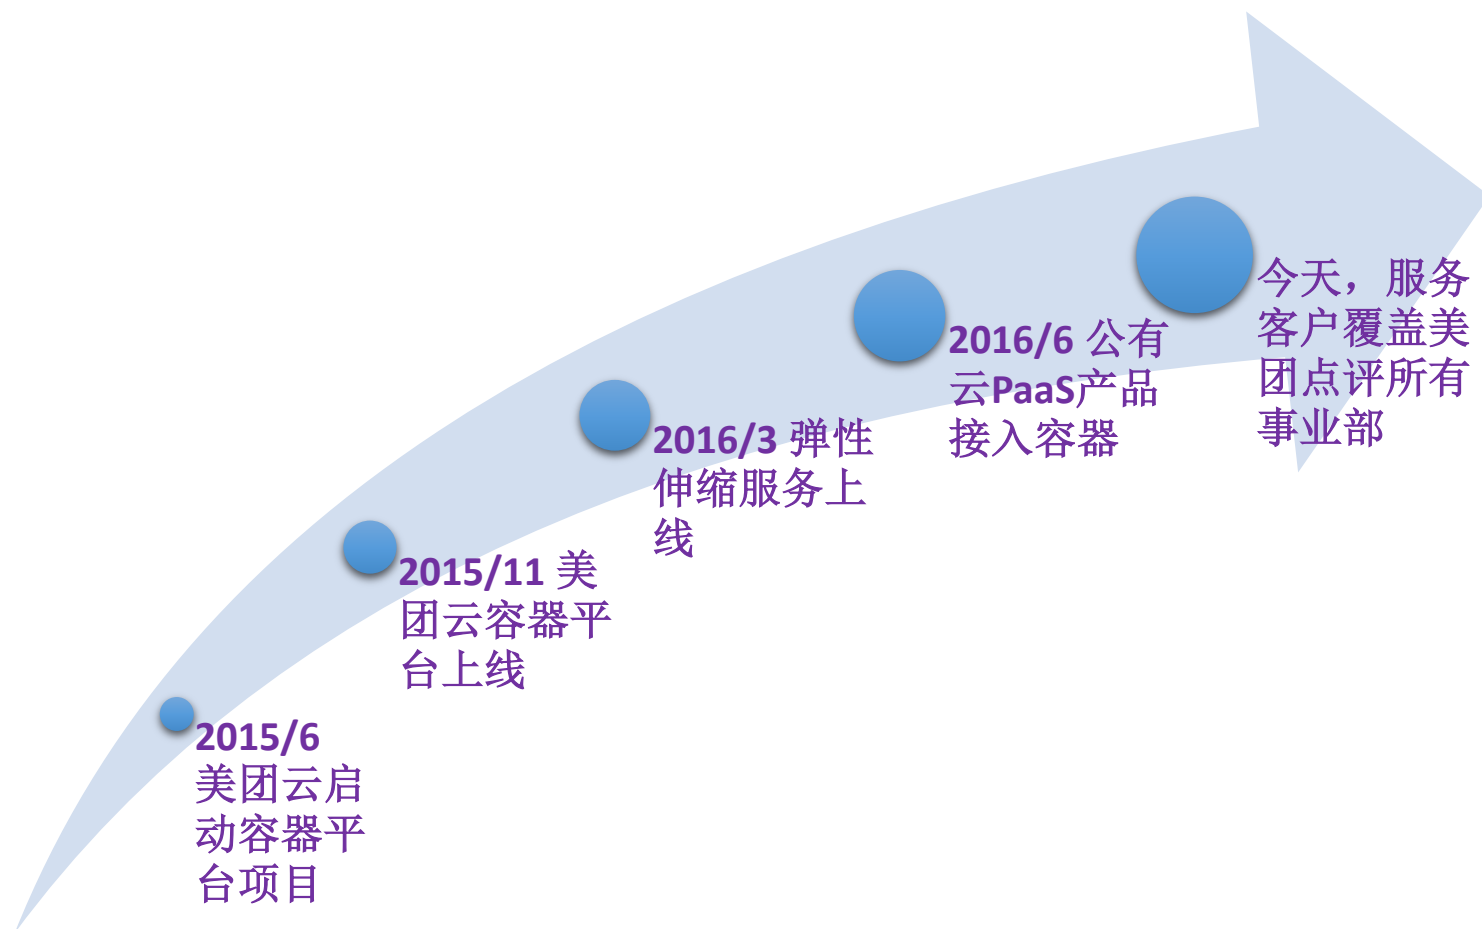 2015/6
美团云启
动容器平
台项目
2015/11 美
团云容器平
台上线
2016/3 弹性
伸缩服务上
线
2016/6 公有
云PaaS产品
接入容器
今天，服务
客户覆盖美
团点评所有
事业部